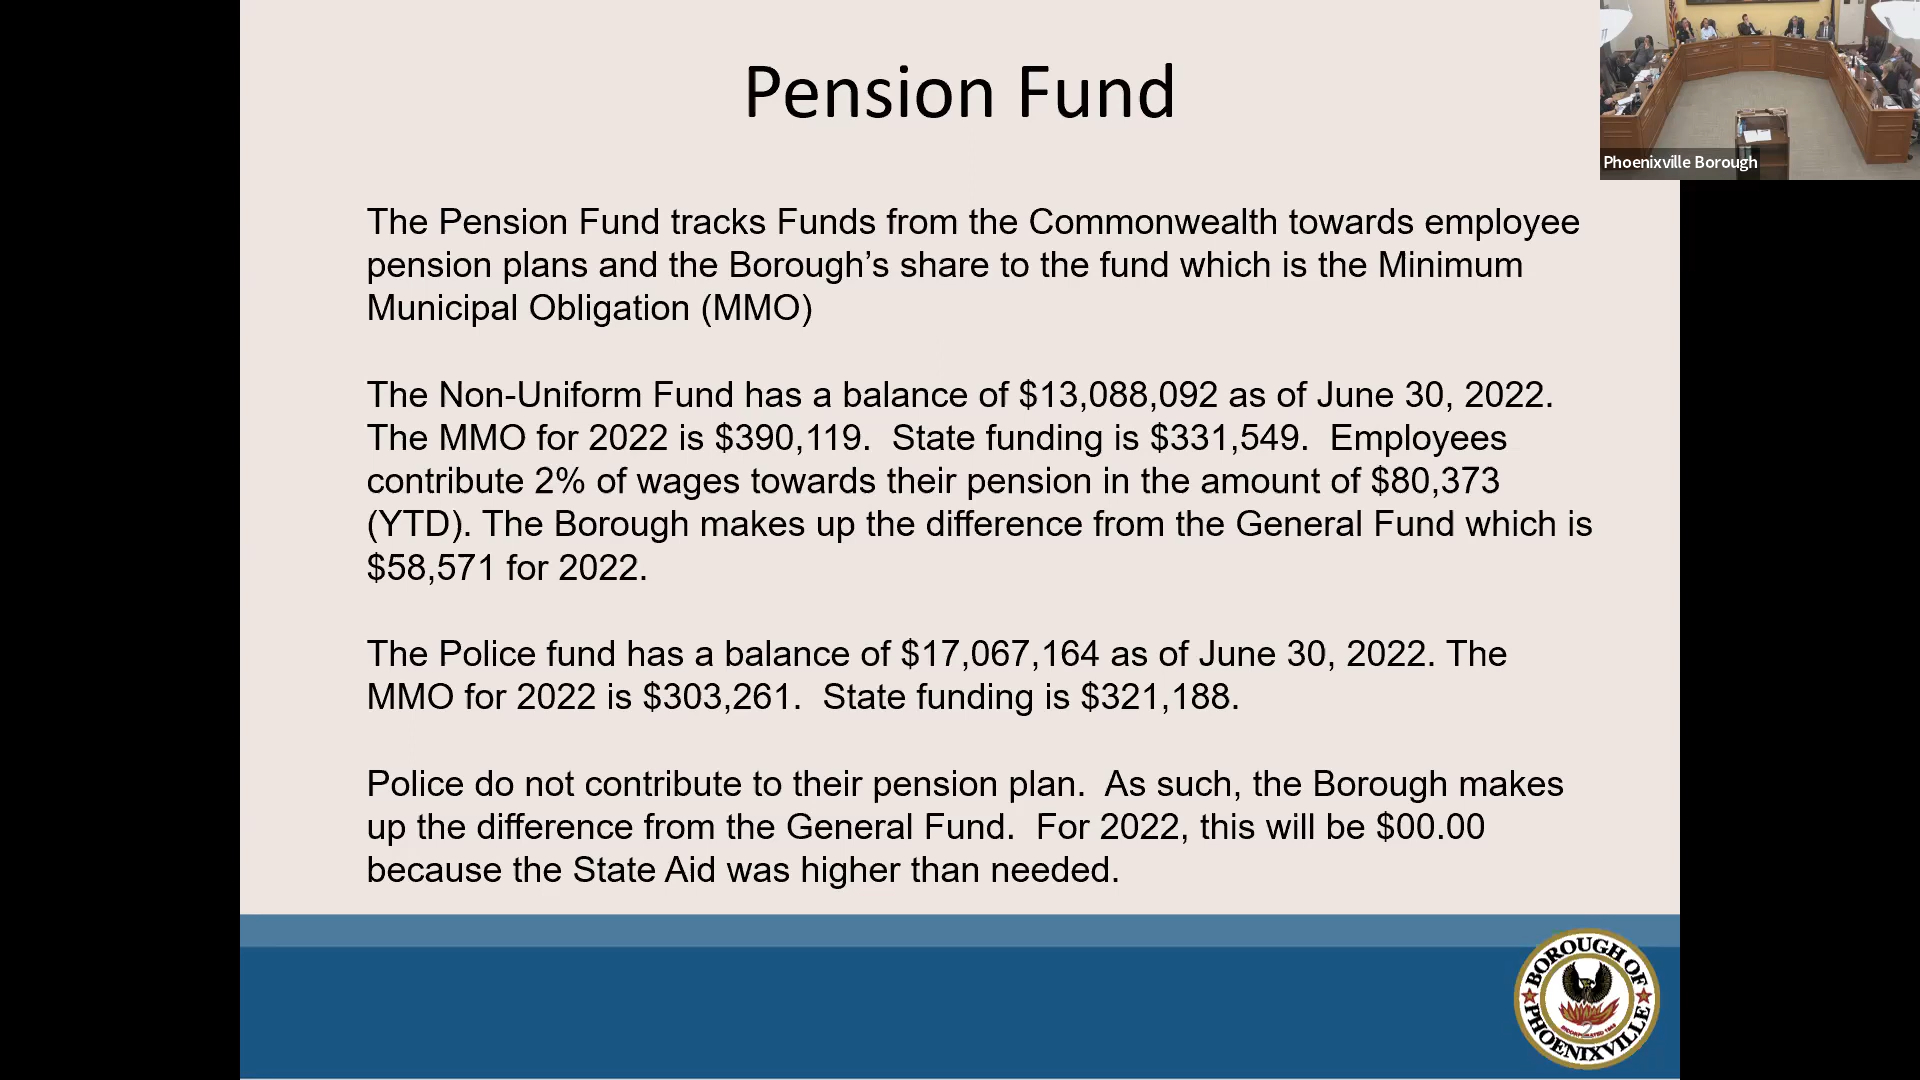 Pension Fund
Phoenixville Borough
The Pension Fund tracks Funds from the Commonwealth towards employee
pension plans and the Borough’s share to the fund which is the Minimum
Municipal Obligation (MMO)
The Non-Uniform Fund has a balance of $13,088,092 as of June 30, 2022.
The MMO for 2022 is $390,119.  State funding is $331,549.  Employees
contribute 2% of wages towards their pension in the amount of $80,373
(YTD). The Borough makes up the difference from the General Fund which is
$58,571 for 2022.
The Police fund has a balance of $17,067,164 as of June 30, 2022. The
MMO for 2022 is $303,261.  State funding is $321,188.
Police do not contribute to their pension plan.  As such, the Borough makes
up the difference from the General Fund.  For 2022, this will be $00.00
because the State Aid was higher than needed.
BOROUGH OF
PHOENIXVILLE
2